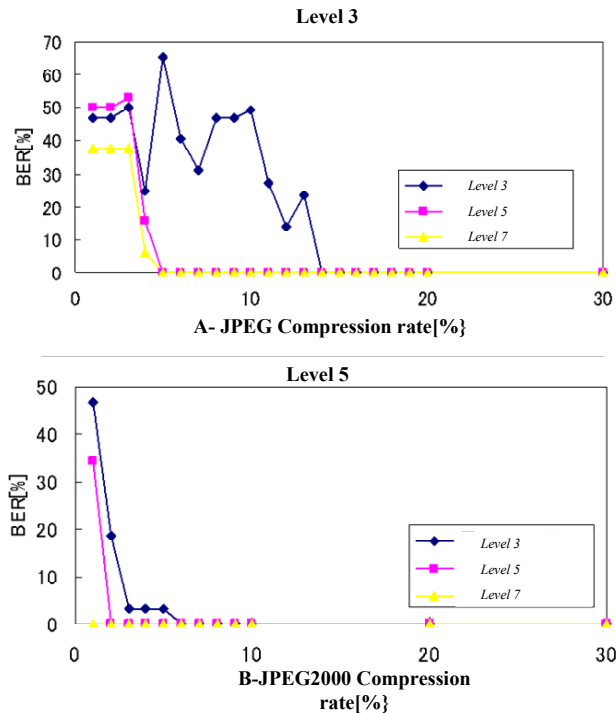 Level 3
70
60
50
40
30
20
10
0
BER[%]
Level 3
Level 5
Level 7
0
10
20
30
A- JPEG Compression rate[%}
Level 5
50
40
30
20
10
0
BER[%]
Level 3
Level 5
Level 7
0
10
20
30
B-JPEG2000 Compression
rate[%}